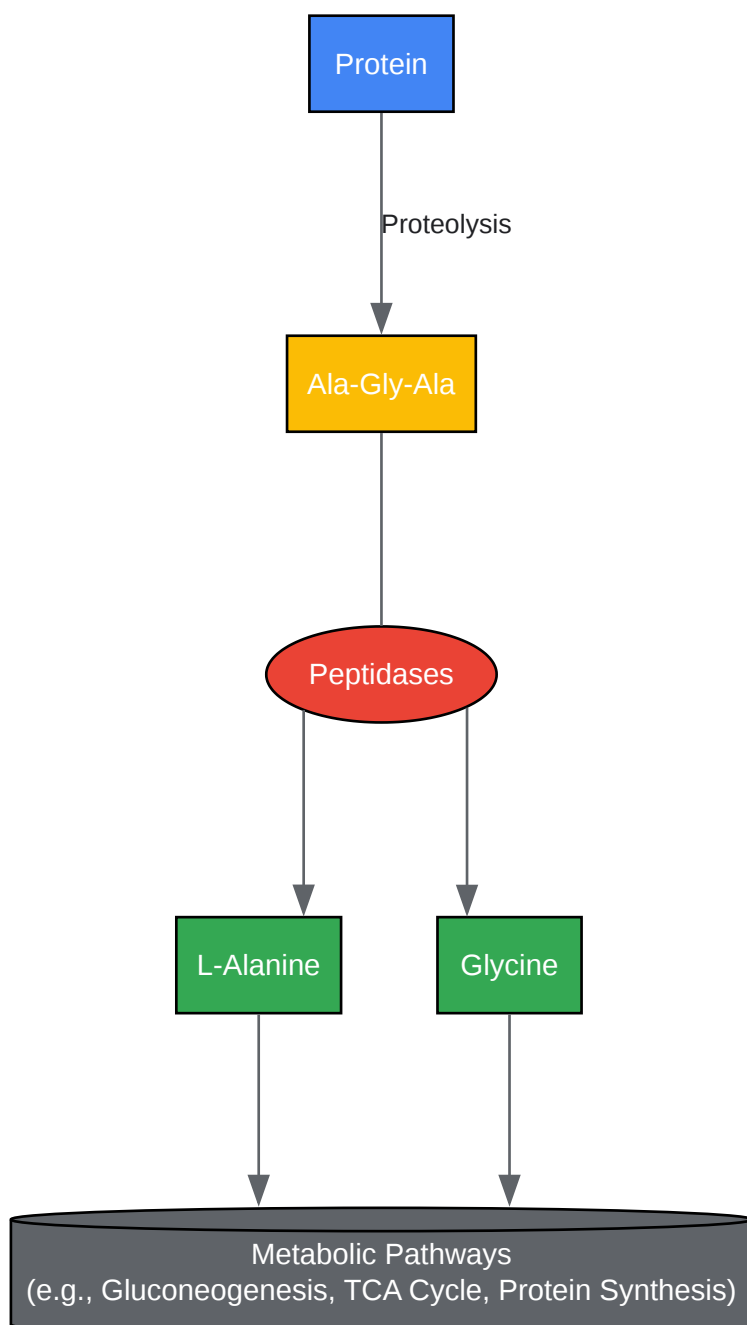 Protein
Proteolysis
Ala-Gly-Ala
Peptidases
L-Alanine
Glycine
Metabolic Pathways
(e.g., Gluconeogenesis, TCA Cycle, Protein Synthesis)